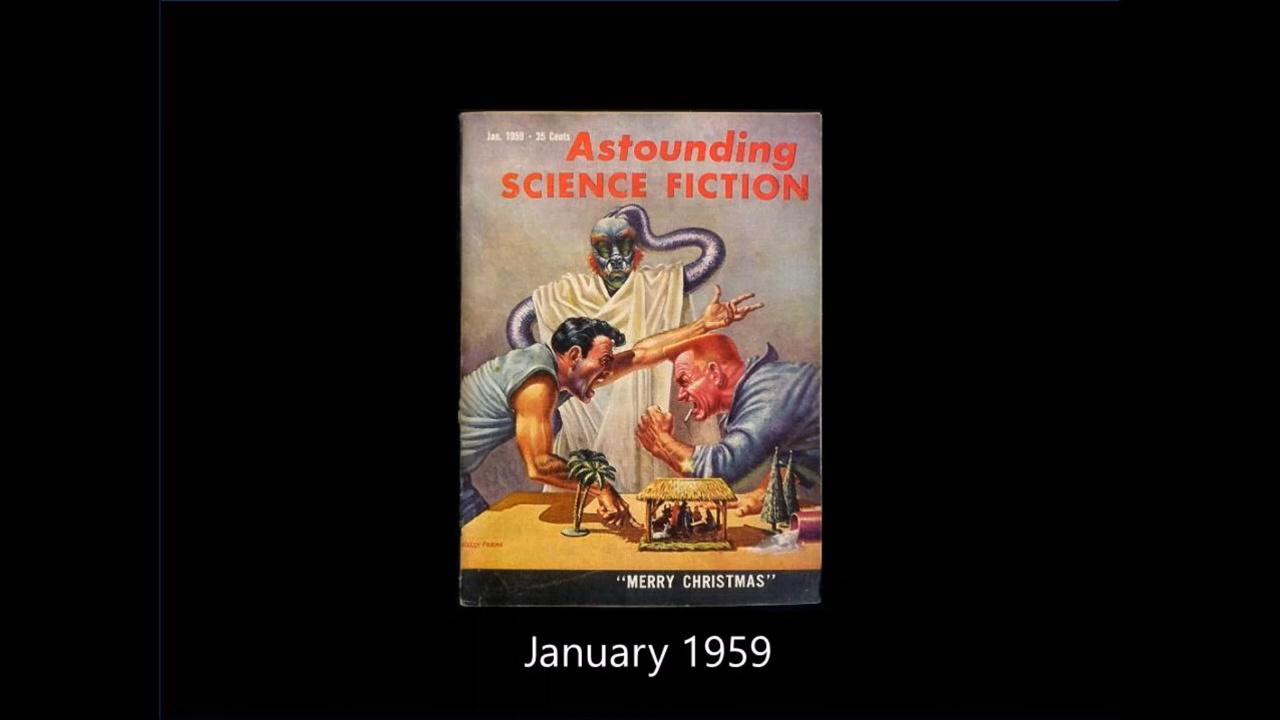 Jan. 1959 • 35 Cents
Astounding
SCIENCE FICTION
"MERRY CHRISTMAS"
January 1959